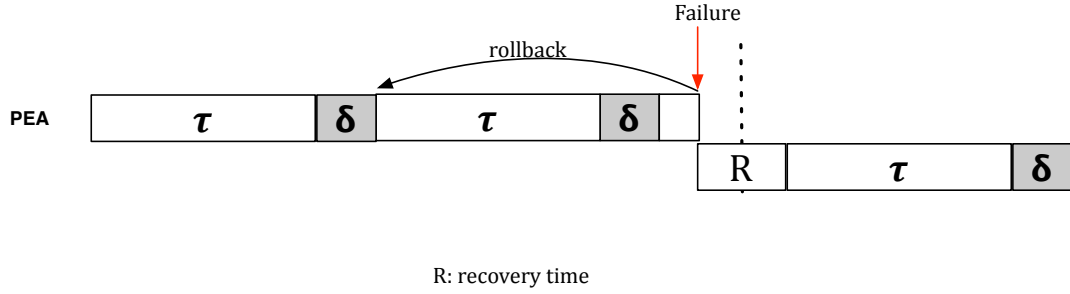 Failure
rollback
PEA τ δ τ δ
R τ δ
R: recovery time